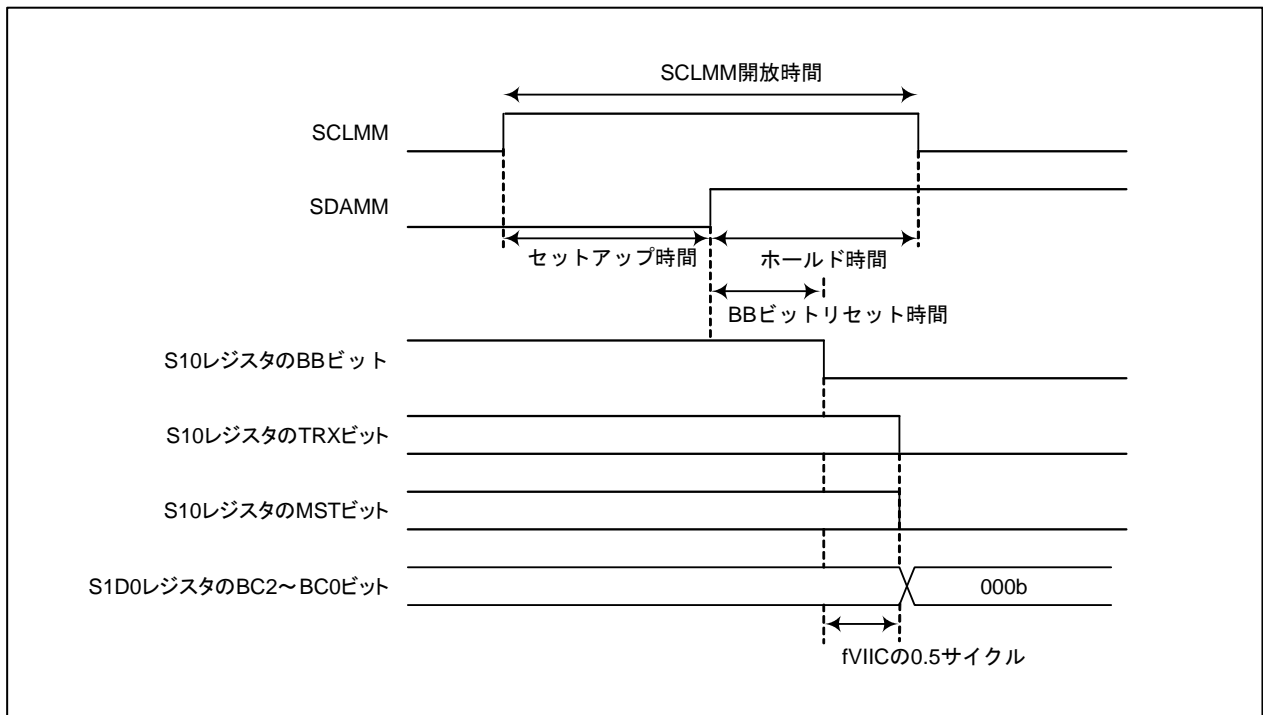 SCLMM開放時間
SCLMM
SDAMM
セットアップ時間
ホールド時間
BBビットリセット時間
S10レジスタのBBビット
S10レジスタのTRXビット
S10レジスタのMSTビット
S1D0レジスタのBC2～BC0ビット
000b
fVIICの0.5サイクル